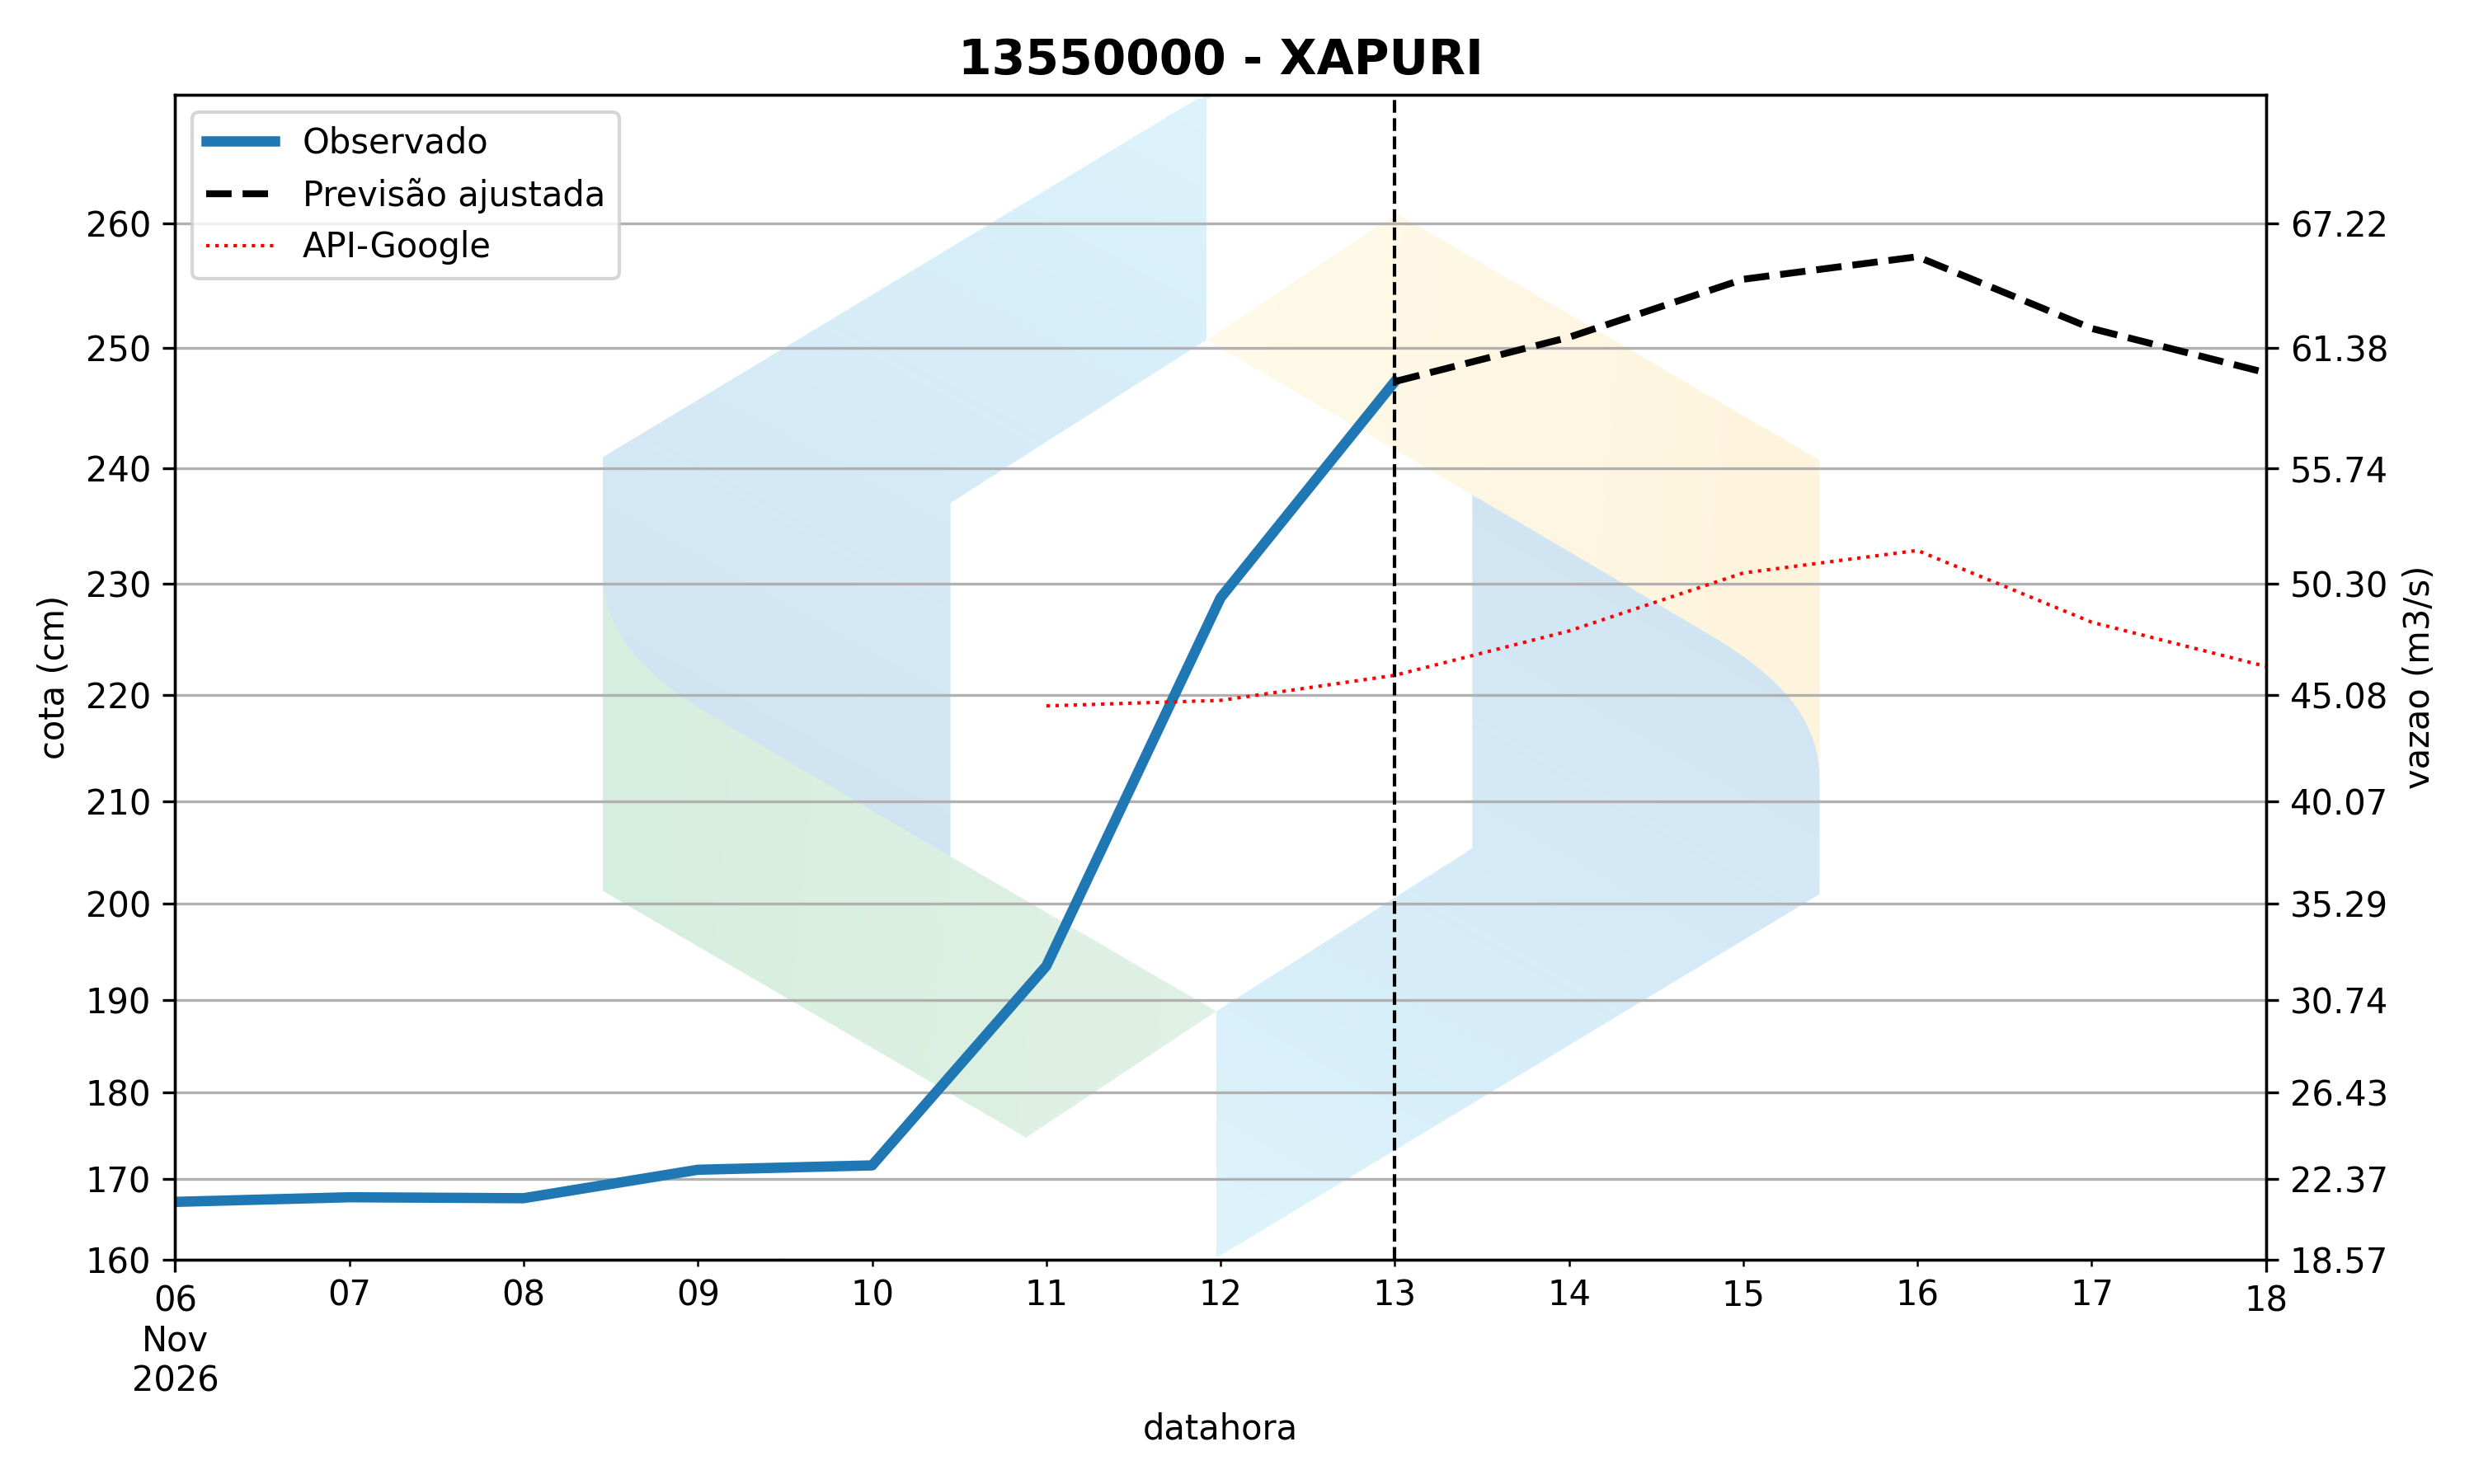 13550000 - XAPURI
Observado
Previsão ajustada
API-Google
260
250
240
230
220
210
200
190
180
170
160
cota (cm)
67.22
61.38
55.74
50.30
45.08
40.07
35.29
30.74
26.43
22.37
18.57
vazao (m3/s)
06 07 08 09 10 11 12 13 14 15 16 17 18
Nov
2026
datahora